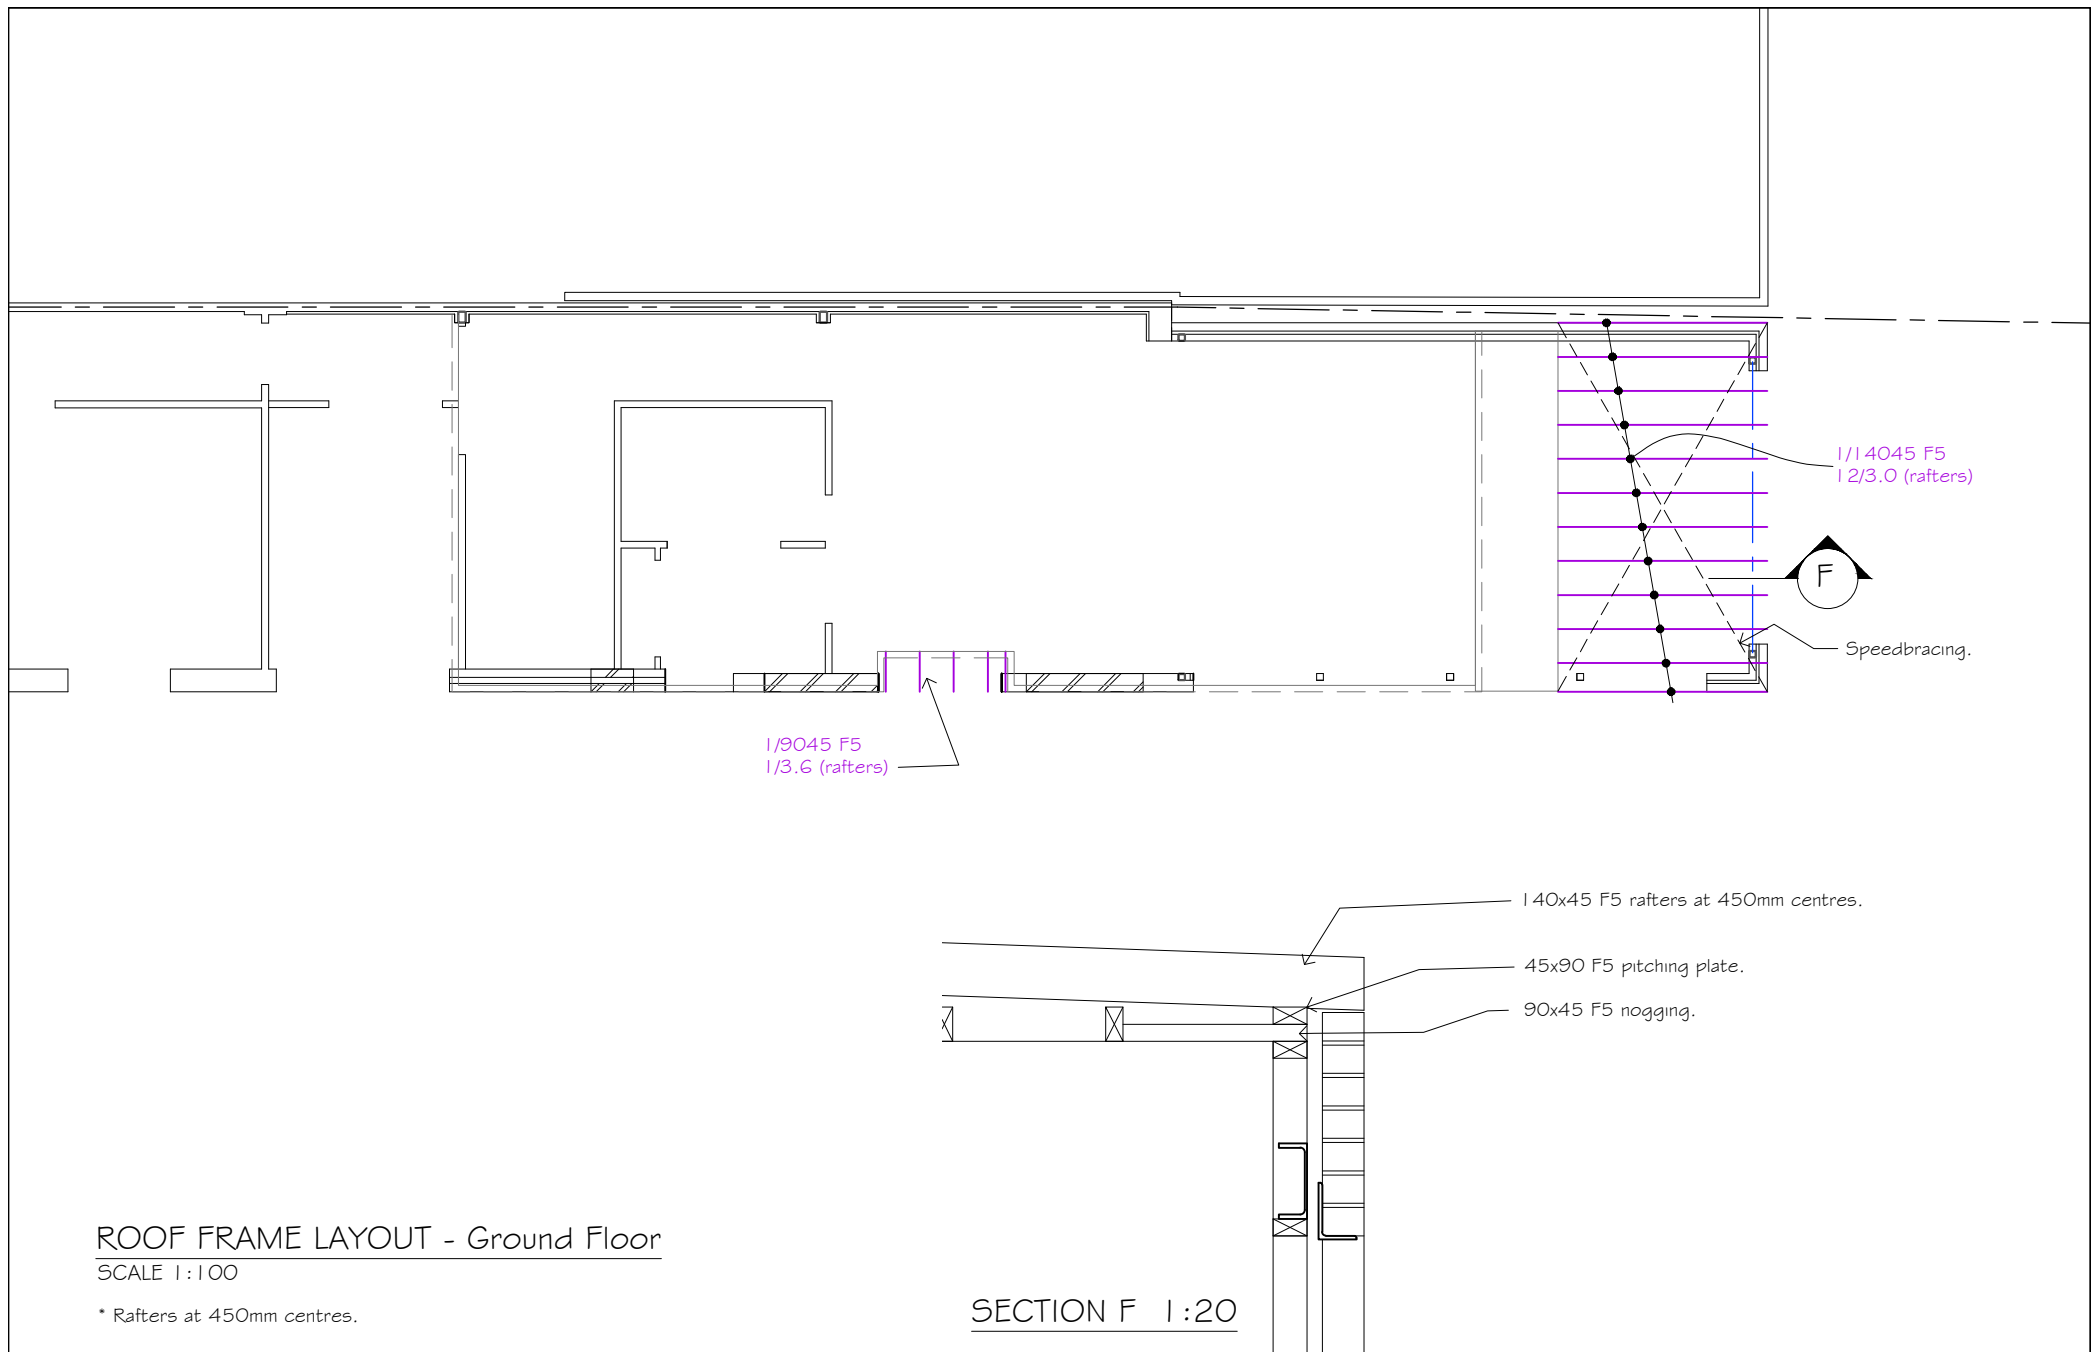 1/14045 F5
12/3.0 (rafters)
F
Speedbracing.
1/9045 F5
1/3.6 (rafters)
140x45 F5 rafters at 450mm centres.
45x90 F5 pitching plate.
90x45 F5 nogging.
ROOF FRAME LAYOUT - Ground Floor
SCALE 1:100
* Rafters at 450mm centres.
SECTION F 1:20